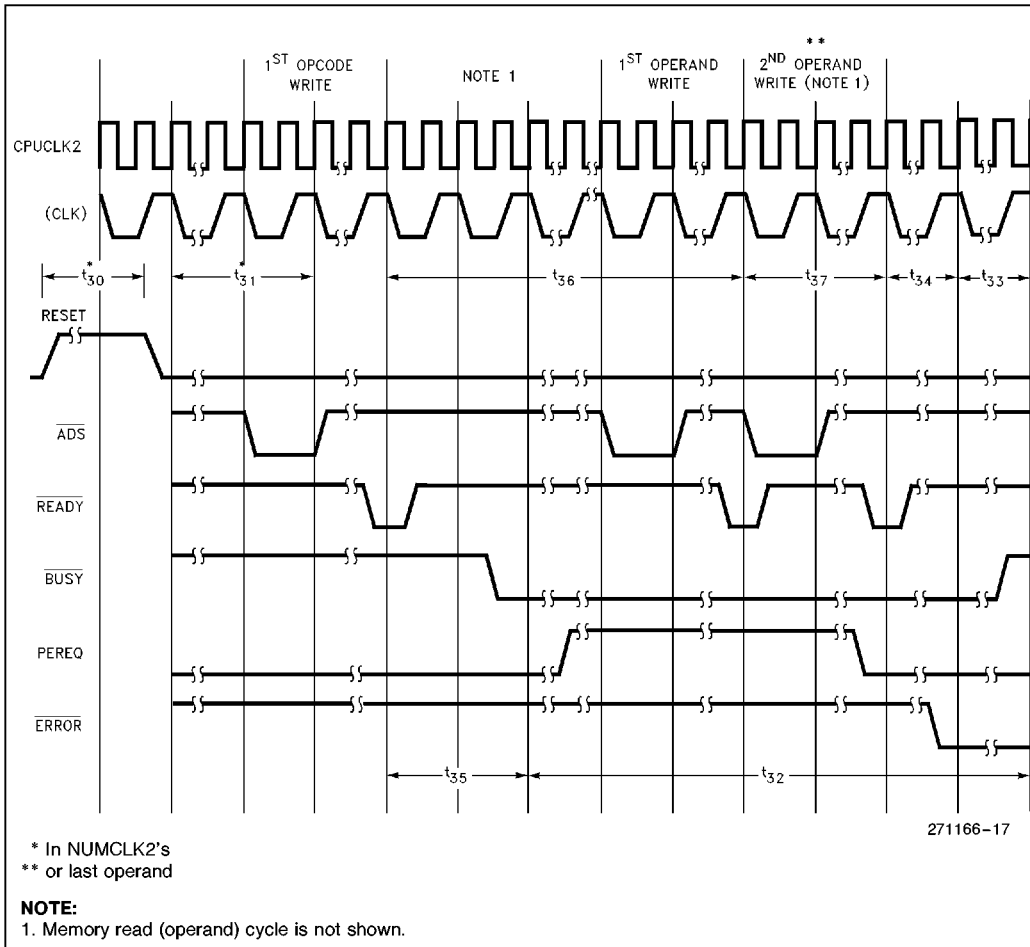 **
1ST OPCODE
WRITE
NOTE 1
1ST OPERAND
WRITE
2ND OPERAND
WRITE (NOTE 1)
CPUCLK2
(CLK)
*
t30
*
t31
t36
t37
t34
t33
RESET
ADS
READY
BUSY
PEREQ
ERROR
t35
t32
271166-17
* In NUMCLK2's
** or last operand
NOTE:
1. Memory read (operand) cycle is not shown.